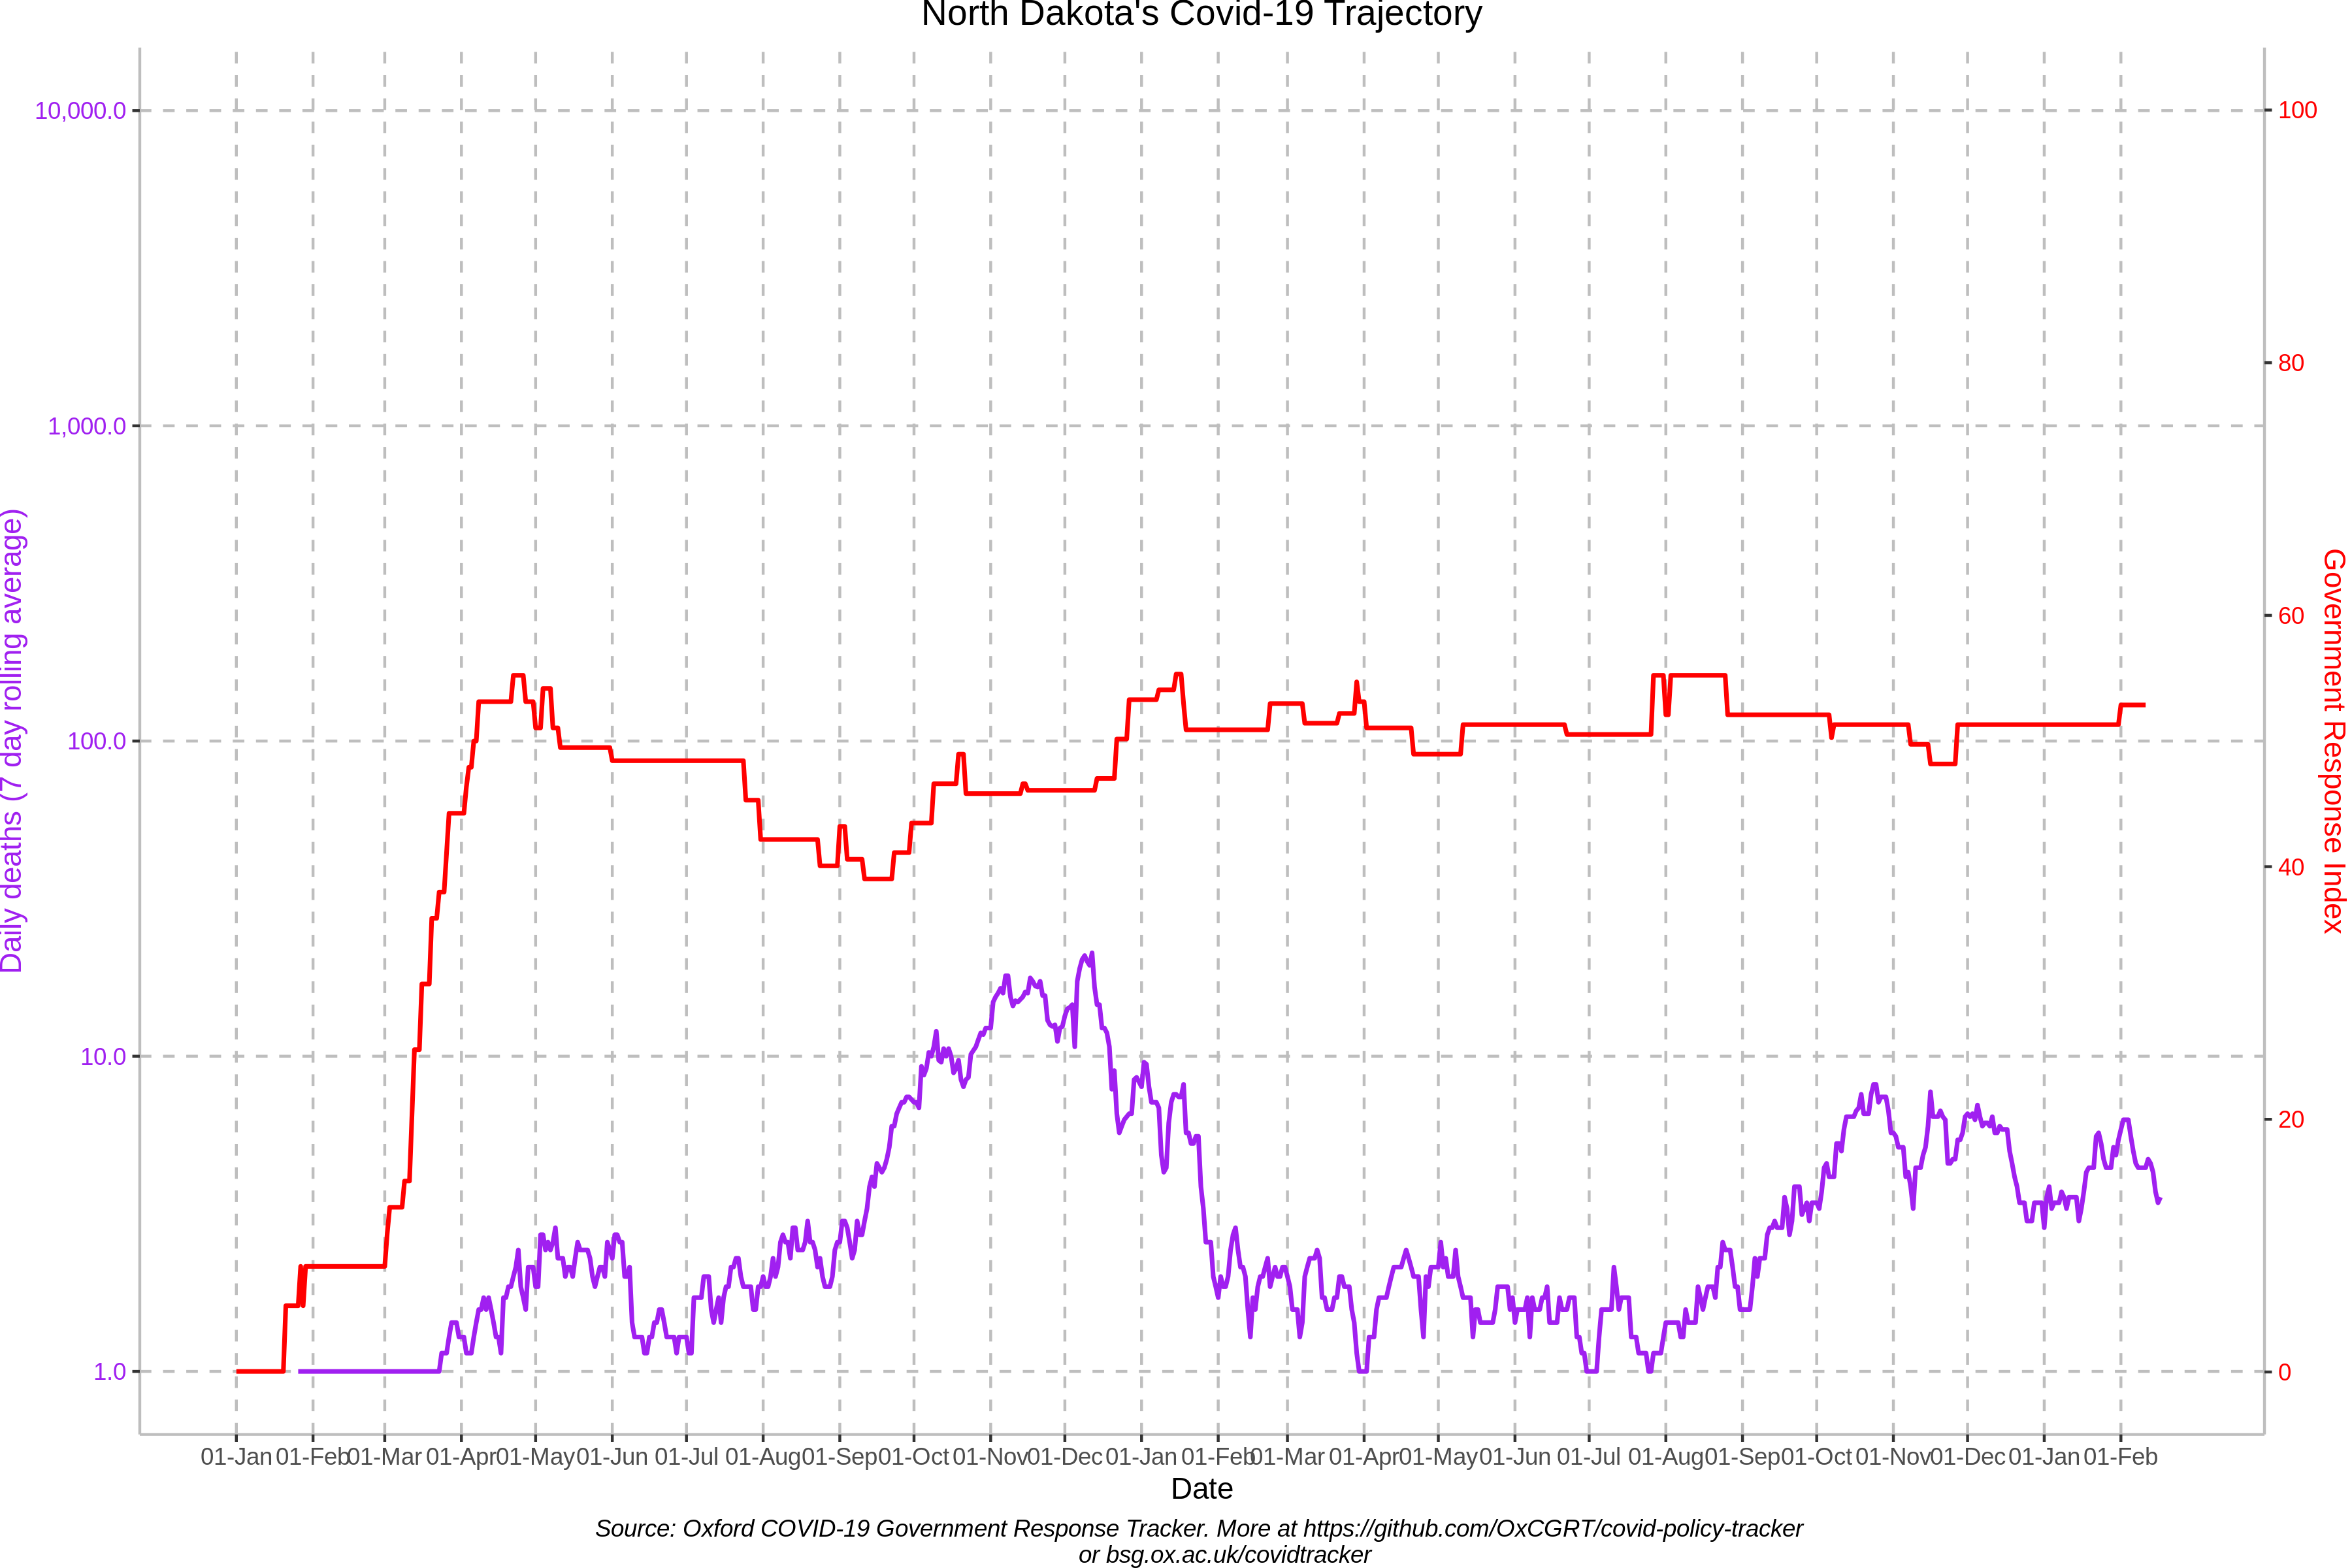 North Dakota's Covid-19 Trajectory
10,000.0
1,000.0
100.0
10.0
1.0
Daily deaths (7 day rolling average)
100
80
60
40
20
0
Government Response Index
01-Jan 01-Feb 01-Mar 01-Apr 01-May 01-Jun 01-Jul 01-Aug 01-Sep 01-Oct 01-Nov 01-Dec 01-Jan 01-Feb 01-Mar 01-Apr 01-May 01-Jun 01-Jul 01-Aug 01-Sep 01-Oct 01-Nov 01-Dec 01-Jan 01-Feb
Date
Source: Oxford COVID-19 Government Response Tracker. More at https://github.com/OxCGRT/covid-policy-tracker
or bsg.ox.ac.uk/covidtracker